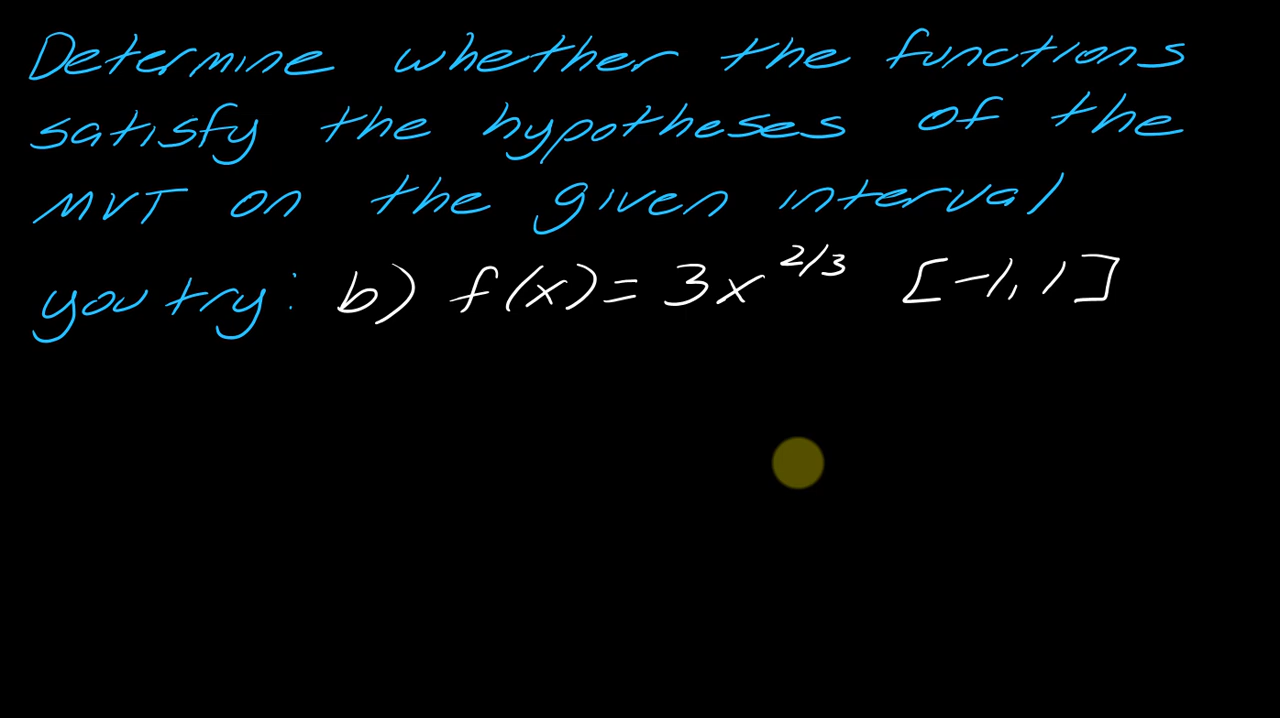 Determine whether the functions
satisfy the hypotheses of the
MVT on the given interval
you try: b) f(x) = 3x^{2/3} [-1, 1]